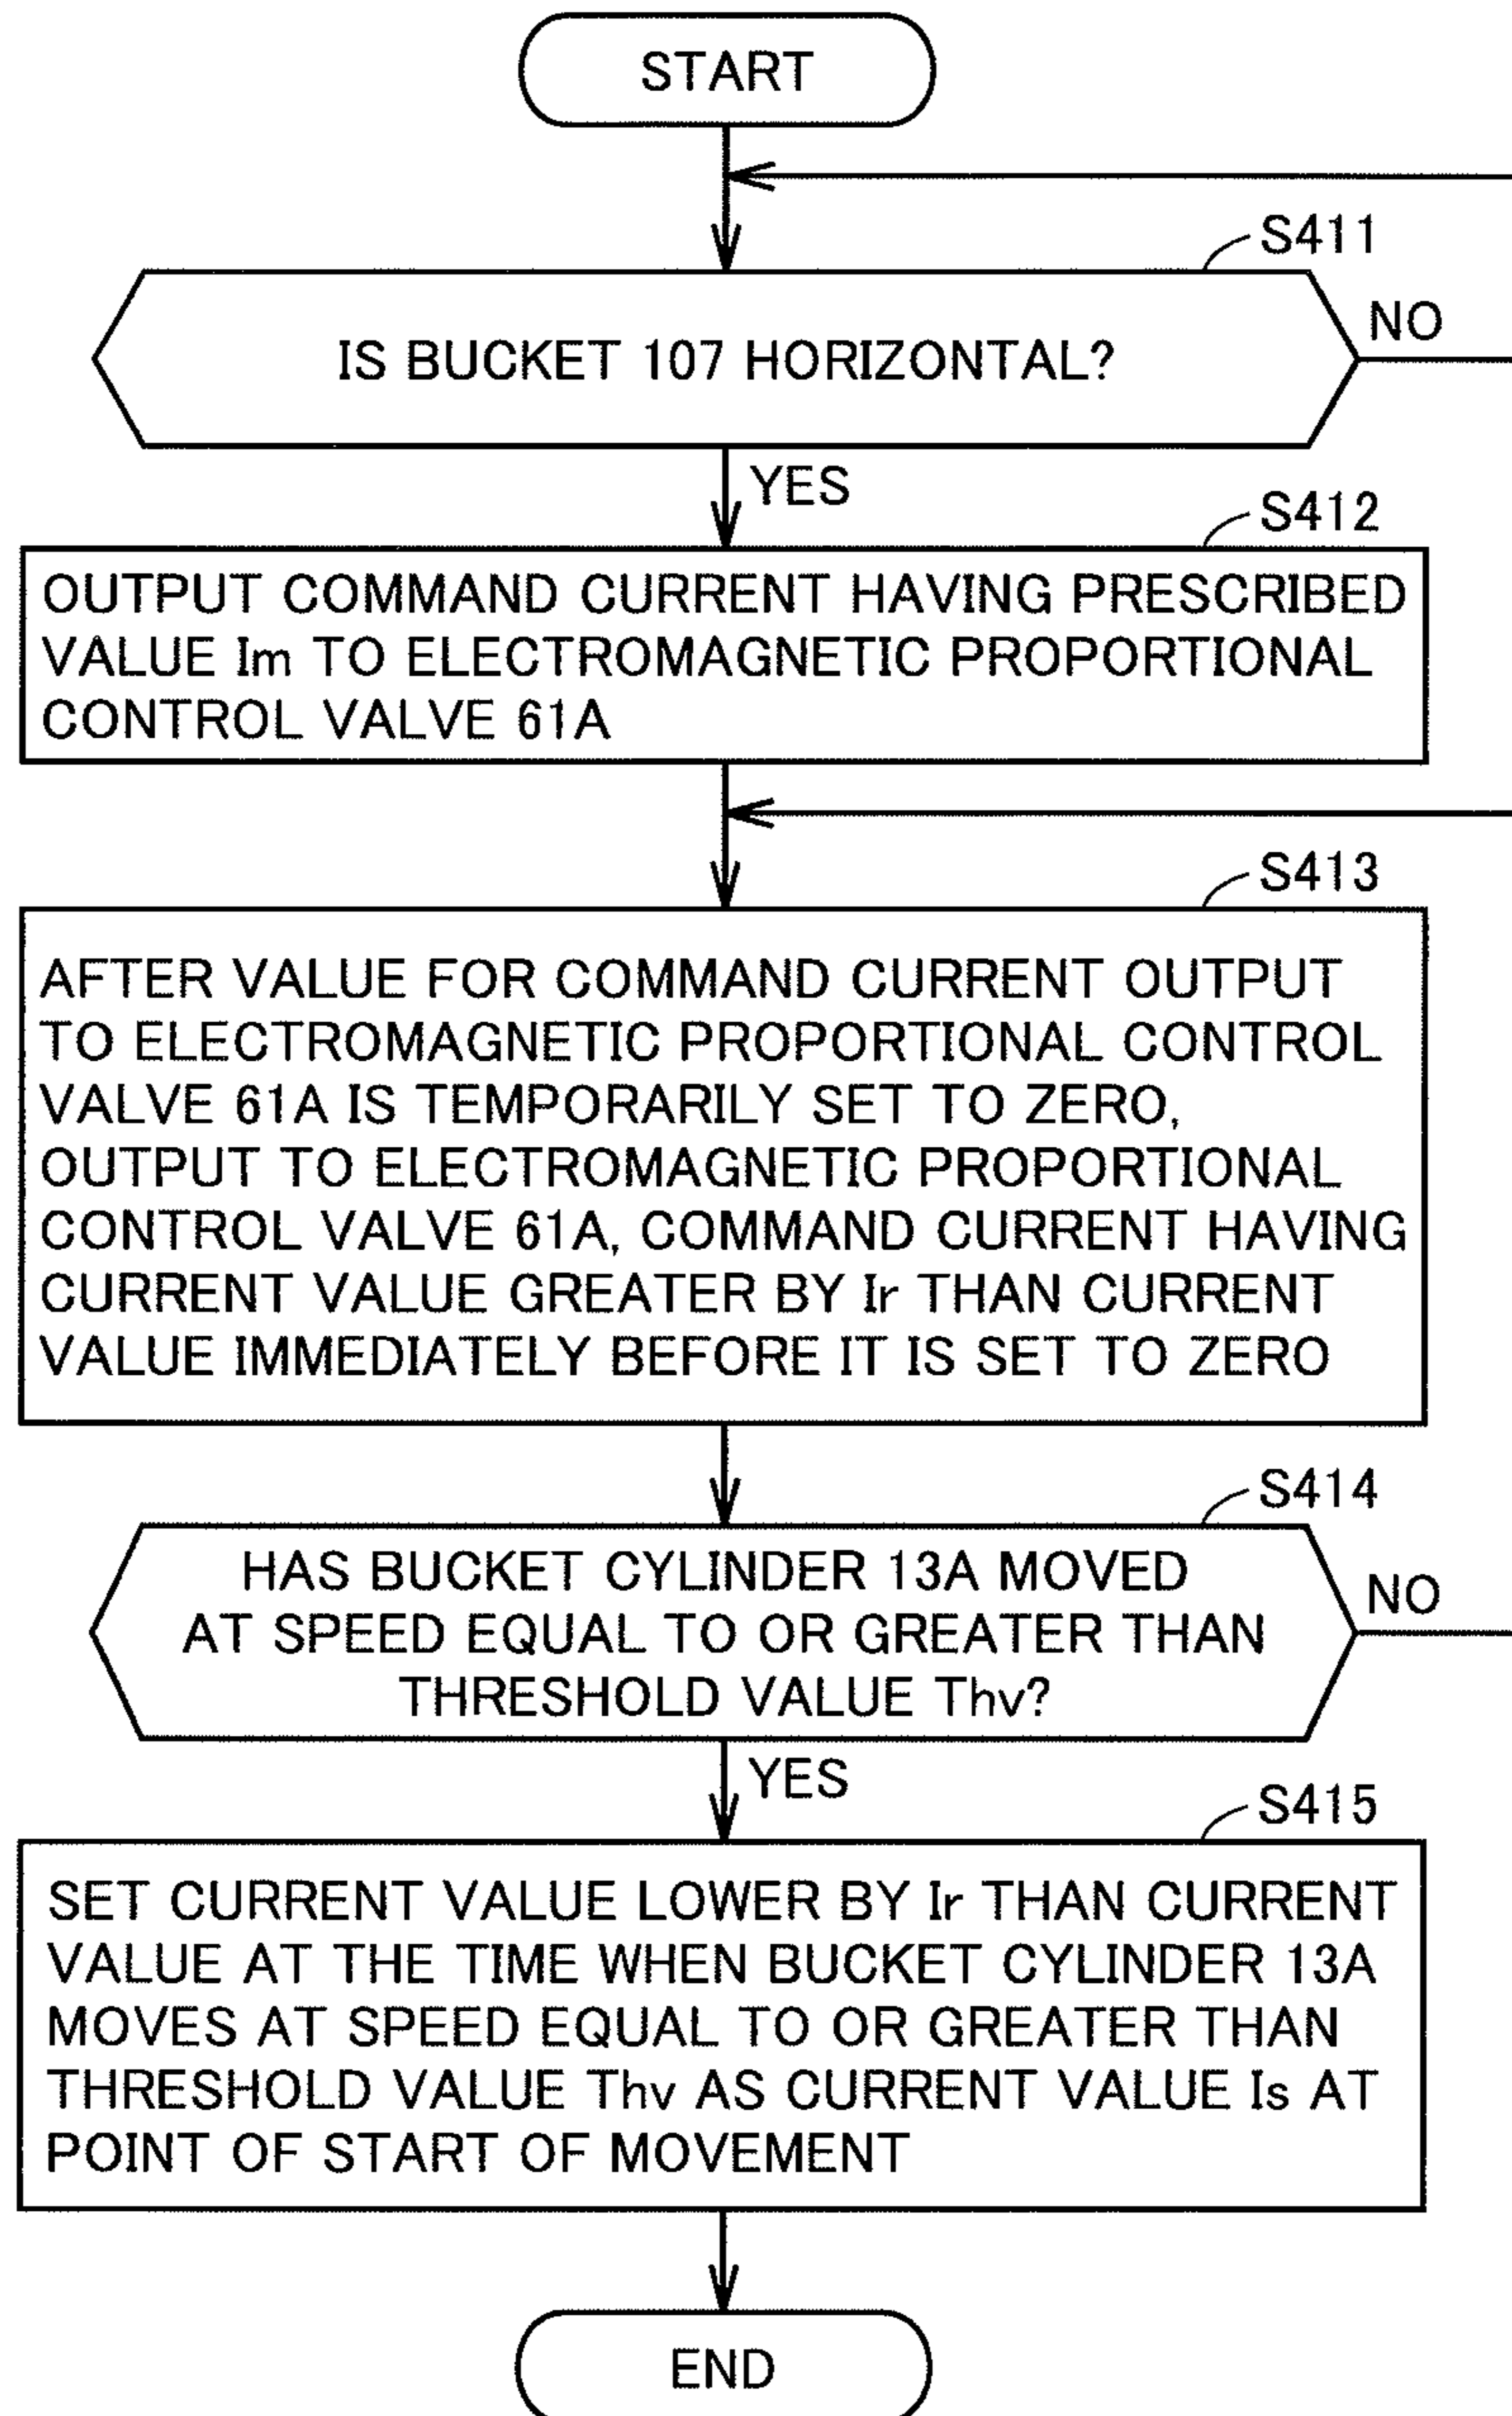 START
S411
IS BUCKET 107 HORIZONTAL?
NO
YES
S412
OUTPUT COMMAND CURRENT HAVING PRESCRIBED
VALUE Im TO ELECTROMAGNETIC PROPORTIONAL
CONTROL VALVE 61A
S413
AFTER VALUE FOR COMMAND CURRENT OUTPUT
TO ELECTROMAGNETIC PROPORTIONAL CONTROL
VALVE 61A IS TEMPORARILY SET TO ZERO,
OUTPUT TO ELECTROMAGNETIC PROPORTIONAL
CONTROL VALVE 61A, COMMAND CURRENT HAVING
CURRENT VALUE GREATER BY Ir THAN CURRENT
VALUE IMMEDIATELY BEFORE IT IS SET TO ZERO
S414
HAS BUCKET CYLINDER 13A MOVED
AT SPEED EQUAL TO OR GREATER THAN
THRESHOLD VALUE Thv?
NO
YES
S415
SET CURRENT VALUE LOWER BY Ir THAN CURRENT
VALUE AT THE TIME WHEN BUCKET CYLINDER 13A
MOVES AT SPEED EQUAL TO OR GREATER THAN
THRESHOLD VALUE Thv AS CURRENT VALUE Is AT
POINT OF START OF MOVEMENT
END